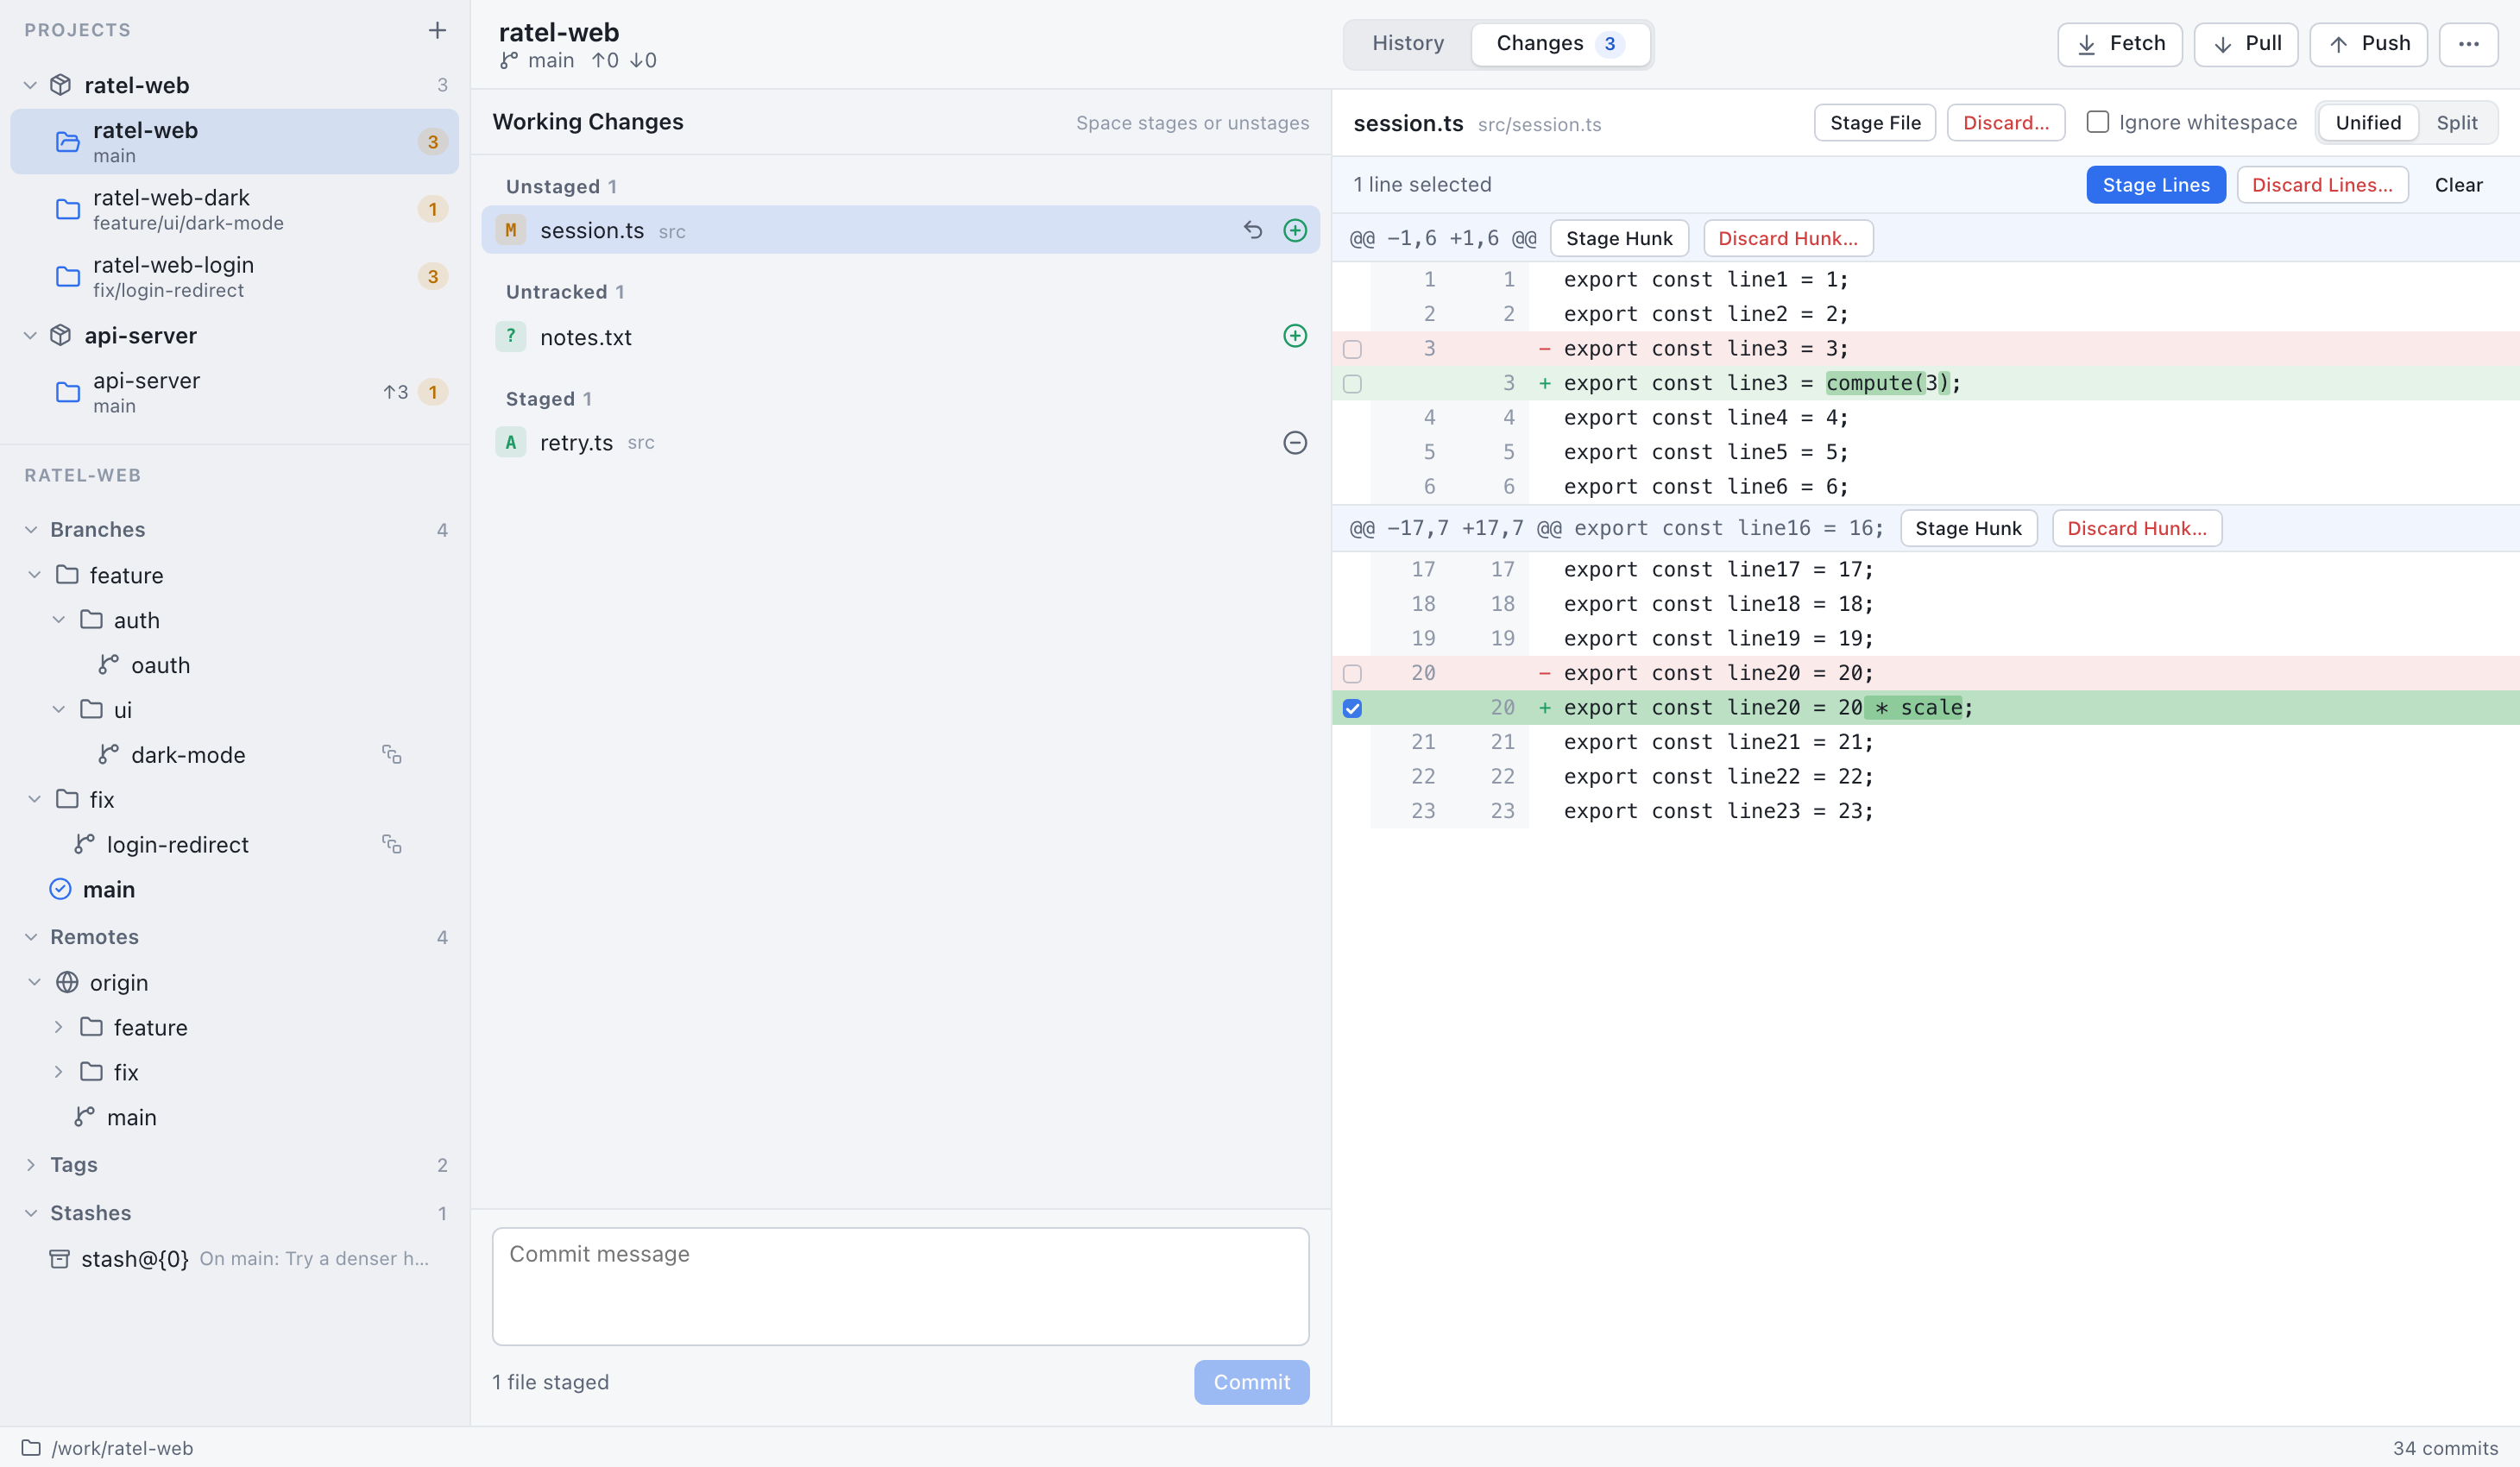 PROJECTS
ratel-web 3
ratel-web 3
main
ratel-web-dark 1
feature/ui/dark-mode
ratel-web-login 3
fix/login-redirect
api-server
api-server ↑3 1
main
RATEL-WEB
Branches 4
feature
auth
oauth
ui
dark-mode
fix
login-redirect
main
Remotes 4
origin
feature
fix
main
Tags 2
Stashes 1
stash@{0} On main: Try a denser h...
ratel-web
main ↑0 ↓0
History Changes 3
Fetch Pull Push ...
Working Changes Space stages or unstages
Unstaged 1
M session.ts src
Untracked 1
? notes.txt
Staged 1
A retry.ts src
Commit message
1 file staged Commit
session.ts src/session.ts Stage File Discard... Ignore whitespace Unified Split
1 line selected Stage Lines Discard Lines... Clear
@@ −1,6 +1,6 @@ Stage Hunk Discard Hunk...
1 1 export const line1 = 1;
2 2 export const line2 = 2;
3 − export const line3 = 3;
3 + export const line3 = compute(3);
4 4 export const line4 = 4;
5 5 export const line5 = 5;
6 6 export const line6 = 6;
@@ −17,7 +17,7 @@ export const line16 = 16; Stage Hunk Discard Hunk...
17 17 export const line17 = 17;
18 18 export const line18 = 18;
19 19 export const line19 = 19;
20 − export const line20 = 20;
20 + export const line20 = 20 * scale;
21 21 export const line21 = 21;
22 22 export const line22 = 22;
23 23 export const line23 = 23;
/work/ratel-web 34 commits